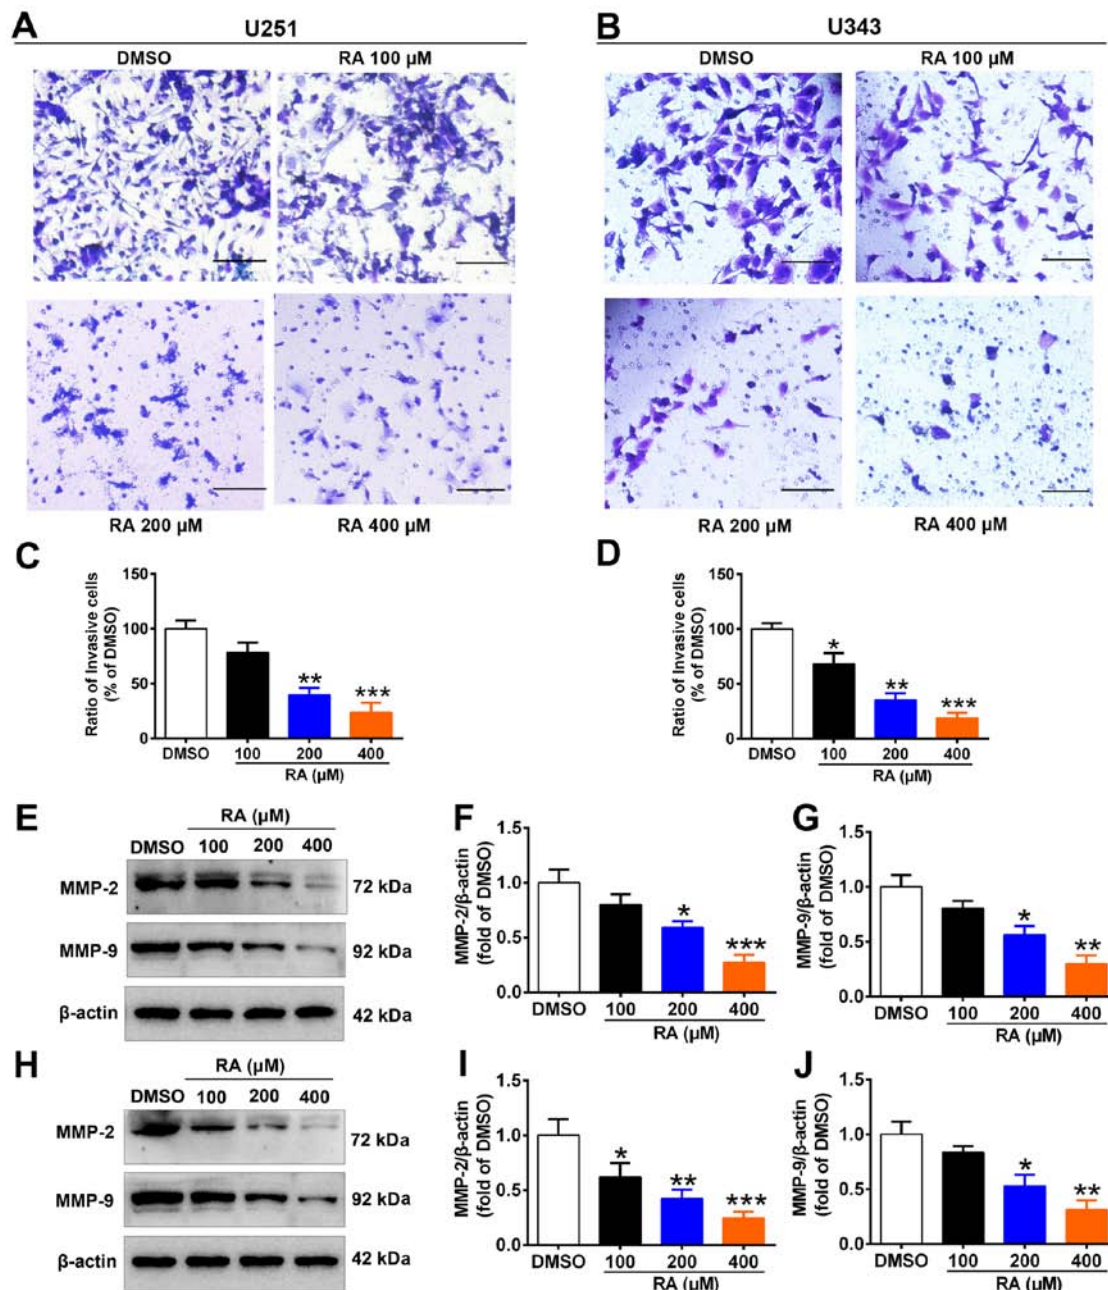 A U251
DMSO RA 100 µM
RA 200 µM RA 400 µM
B U343
DMSO RA 100 µM
RA 200 µM RA 400 µM
C
Ratio of Invasive cells
(% of DMSO)
150
100
50
0
**
***
DMSO 100 200 400
RA (µM)
D
Ratio of Invasive cells
(% of DMSO)
150
100
50
0
*
**
***
DMSO 100 200 400
RA (µM)
E
RA (µM)
DMSO 100 200 400
MMP-2 72 kDa
MMP-9 92 kDa
β-actin 42 kDa
F
MMP-2/β-actin
(fold of DMSO)
1.5
1.0
0.5
0.0
*
***
DMSO 100 200 400
RA (µM)
G
MMP-9/β-actin
(fold of DMSO)
1.5
1.0
0.5
0.0
*
**
DMSO 100 200 400
RA (µM)
H
RA (µM)
DMSO 100 200 400
MMP-2 72 kDa
MMP-9 92 kDa
β-actin 42 kDa
I
MMP-2/β-actin
(fold of DMSO)
1.5
1.0
0.5
0.0
*
**
***
DMSO 100 200 400
RA (µM)
J
MMP-9/β-actin
(fold of DMSO)
1.5
1.0
0.5
0.0
*
**
DMSO 100 200 400
RA (µM)